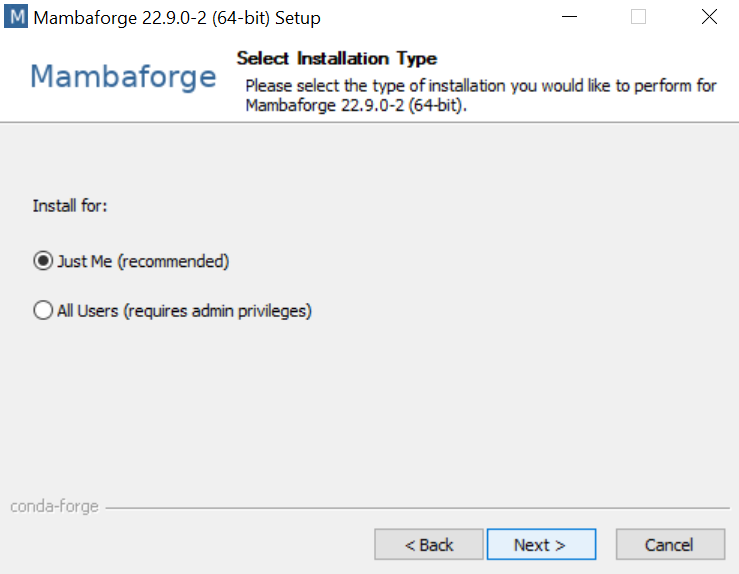 M Mambaforge 22.9.0-2 (64-bit) Setup
Mambaforge
Select Installation Type
Please select the type of installation you would like to perform for
Mambaforge 22.9.0-2 (64-bit).
Install for:
Just Me (recommended)
All Users (requires admin privileges)
conda-forge
< Back
Next >
Cancel